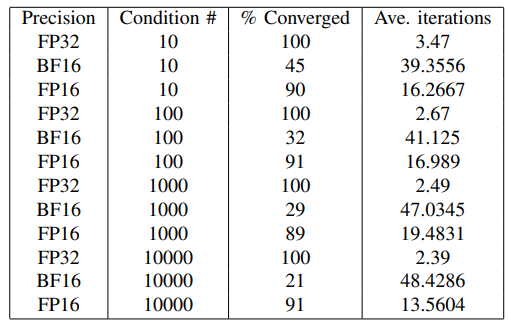 Precision Condition # % Converged Ave. iterations
FP32 10 100 3.47
BF16 10 45 39.3556
FP16 10 90 16.2667
FP32 100 100 2.67
BF16 100 32 41.125
FP16 100 91 16.989
FP32 1000 100 2.49
BF16 1000 29 47.0345
FP16 1000 89 19.4831
FP32 10000 100 2.39
BF16 10000 21 48.4286
FP16 10000 91 13.5604